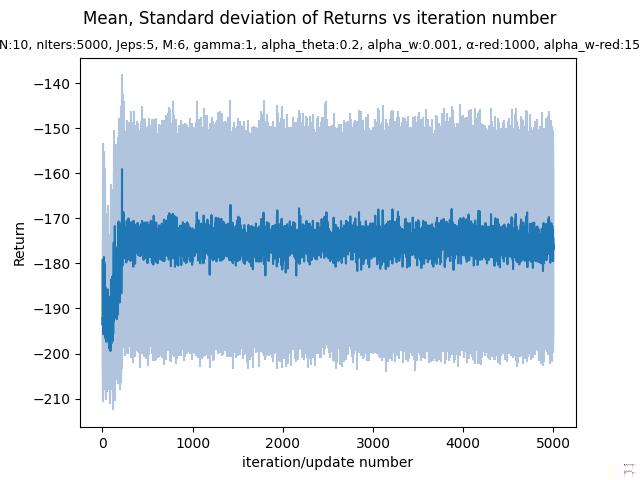 Mean, Standard deviation of Returns vs iteration number
N:10, nIters:5000, Jeps:5, M:6, gamma:1, alpha_theta:0.2, alpha_w:0.001, α-red:1000, alpha_w-red:15
−140
−150
−160
−170
−180
−190
−200
−210
Return
0 1000 2000 3000 4000 5000
iteration/update number